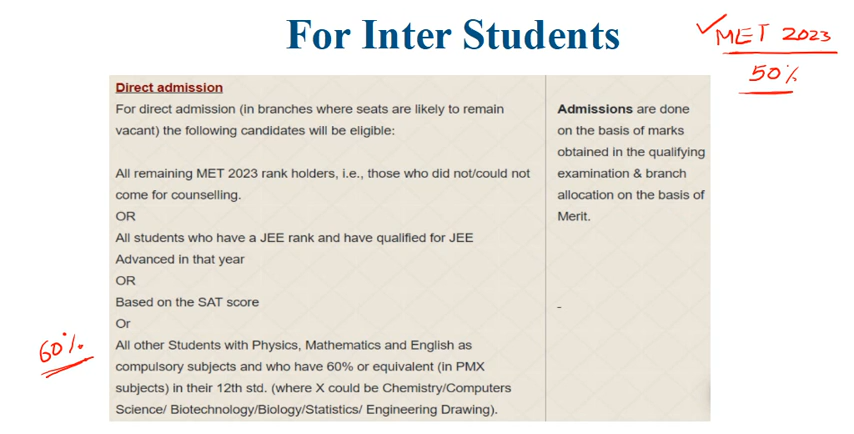 For Inter Students
MET 2023
50%
Direct admission
For direct admission (in branches where seats are likely to remain
vacant) the following candidates will be eligible:
All remaining MET 2023 rank holders, i.e., those who did not/could not
come for counselling.
OR
All students who have a JEE rank and have qualified for JEE
Advanced in that year
OR
Based on the SAT score
Or
All other Students with Physics, Mathematics and English as
compulsory subjects and who have 60% or equivalent (in PMX
subjects) in their 12th std. (where X could be Chemistry/Computers
Science/ Biotechnology/Biology/Statistics/ Engineering Drawing).
60%
Admissions are done
on the basis of marks
obtained in the qualifying
examination & branch
allocation on the basis of
Merit.
-